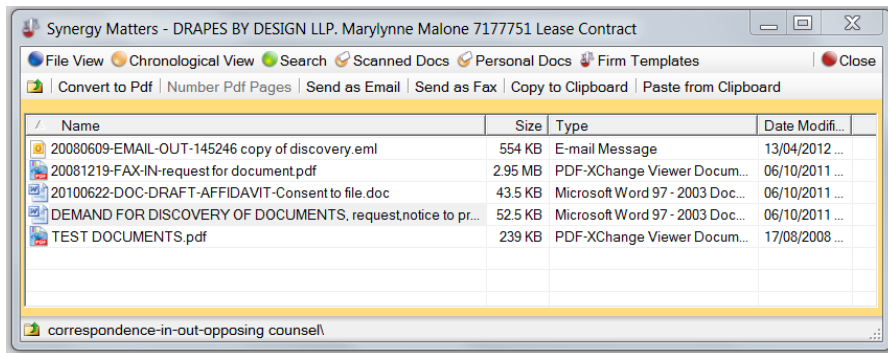 Synergy Matters - DRAPES BY DESIGN LLP. Marylynne Malone 7177751 Lease Contract
File View Chronological View Search Scanned Docs Personal Docs Firm Templates Close
Convert to Pdf | Number Pdf Pages | Send as Email | Send as Fax | Copy to Clipboard | Paste from Clipboard
Name Size Type Date Modifi...
20080609-EMAIL-OUT-145246 copy of discovery.eml 554 KB E-mail Message 13/04/2012 ...
20081219-FAX-IN-request for document.pdf 2.95 MB PDF-XChange Viewer Docum... 06/10/2011 ...
20100622-DOC-DRAFT-AFFIDAVIT-Consent to file.doc 43.5 KB Microsoft Word 97 - 2003 Doc... 06/10/2011 ...
DEMAND FOR DISCOVERY OF DOCUMENTS, request,notice to pr... 52.5 KB Microsoft Word 97 - 2003 Doc... 06/10/2011 ...
TEST DOCUMENTS.pdf 239 KB PDF-XChange Viewer Docum... 17/08/2008 ...
correspondence-in-out-opposing counsel\